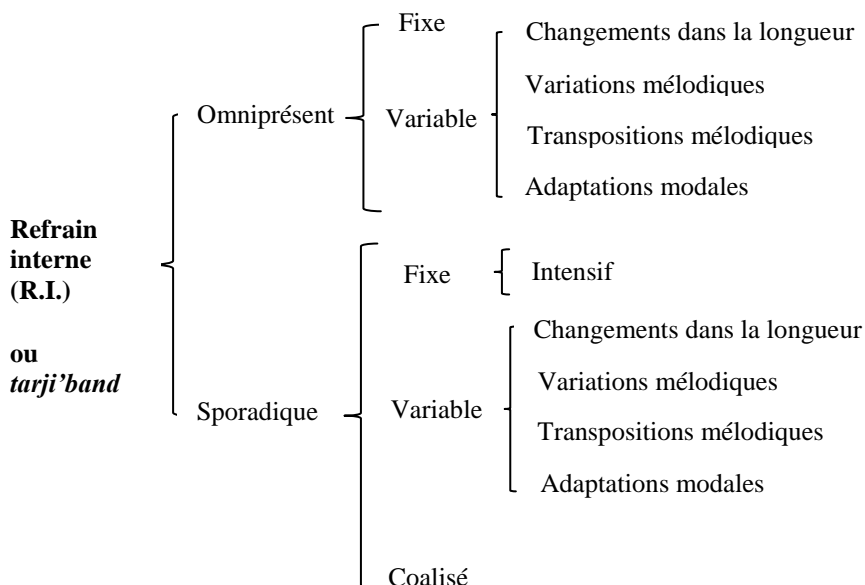 Refrain
interne
(R.I.)
ou
tarji’band
Omniprésent
Fixe
Variable
Changements dans la longueur
Variations mélodiques
Transpositions mélodiques
Adaptations modales
Sporadique
Fixe
Intensif
Variable
Changements dans la longueur
Variations mélodiques
Transpositions mélodiques
Adaptations modales
Coalisé